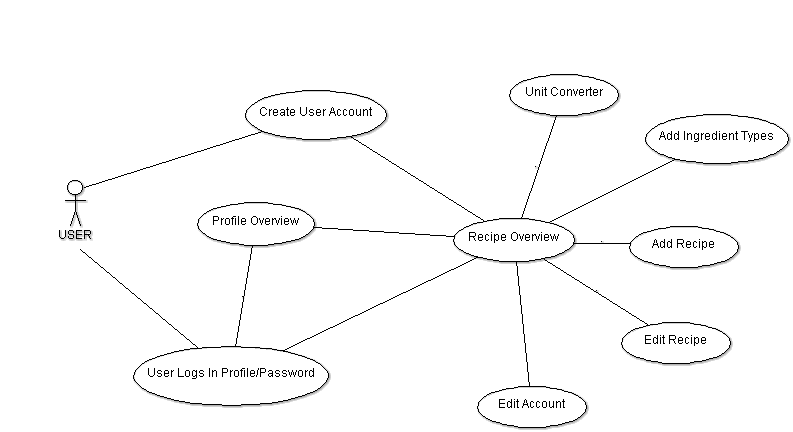 Unit Converter
Create User Account
Add Ingredient Types
Profile Overview
USER
Recipe Overview
Add Recipe
Edit Recipe
User Logs In Profile/Password
Edit Account